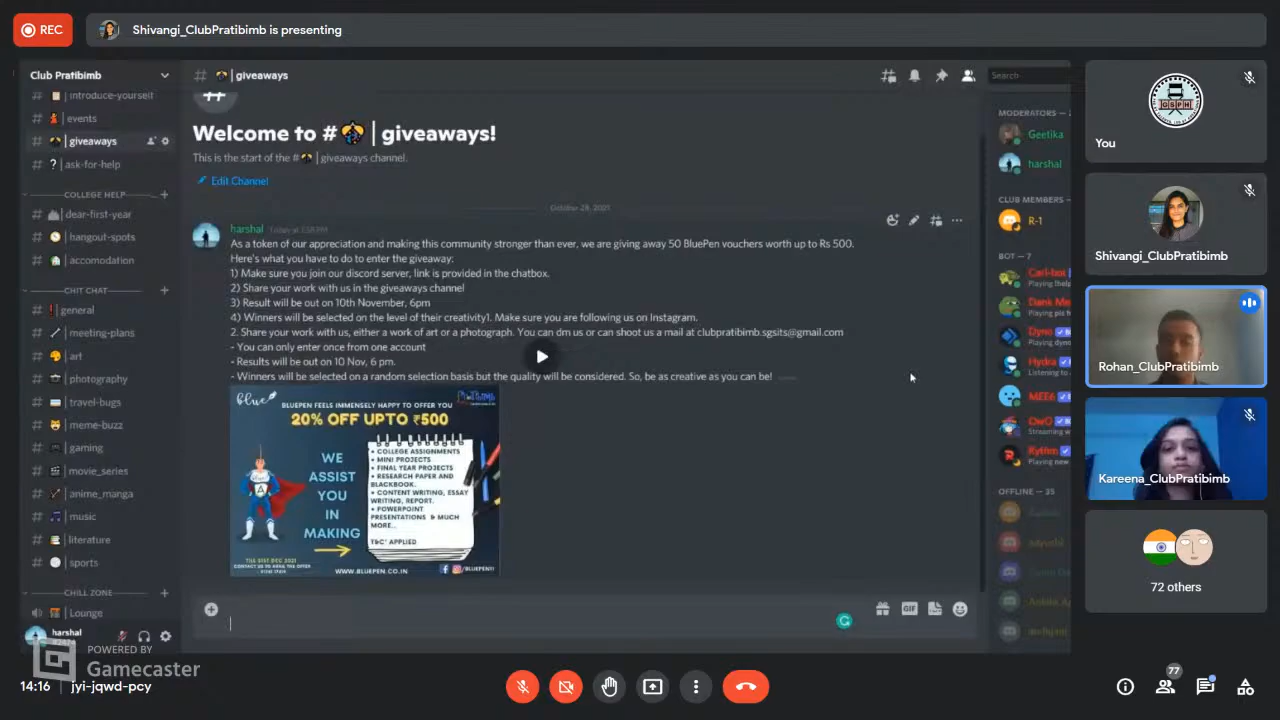 REC
Shivangi_ClubPratibimb is presenting
Club Pratibimb
# | giveaways
Search
# | introduce-yourself
# | events
# | giveaways
# ? | ask-for-help
COLLEGE HELP
# | dear-first-year
# | hangout-spots
# | accomodation
CHIT CHAT
# | general
# | meeting-plans
# | art
# | photography
# | travel-bugs
# | meme-buzz
# | gaming
# | movie_series
# | anime_manga
# | music
# | literature
# | sports
CHILL ZONE
Lounge
harshal
Welcome to # | giveaways!
This is the start of the # | giveaways channel.
Edit Channel
October 28, 2021
harshal
As a token of our appreciation and making this community stronger than ever, we are giving away 50 BluePen vouchers worth up to Rs 500.
Here's what you have to do to enter the giveaway:
1) Make sure you join our discord server, link is provided in the chatbox.
2) Share your work with us in the giveaways channel
3) Result will be out on 10th November, 6pm
4) Winners will be selected on the level of their creativity1. Make sure you are following us on Instagram.
2. Share your work with us, either a work of art or a photograph. You can dm us or can shoot us a mail at clubpratibimb.sgsits@gmail.com
- You can only enter once from one account
- Results will be out on 10 Nov, 6 pm.
- Winners will be selected on a random selection basis but the quality will be considered. So, be as creative as you can be!
blue
BLUEPEN FEELS IMMENSELY HAPPY TO OFFER YOU
20% OFF UPTO ₹500
WE
ASSIST
YOU
IN
MAKING
• COLLEGE ASSIGNMENTS
• MINI PROJECTS
• FINAL YEAR PROJECTS
• RESEARCH PAPER AND
BLACKBOOK.
• CONTENT WRITING, ESSAY
WRITING, REPORT.
• POWERPOINT
PRESENTATIONS & MUCH
MORE...
T&C* APPLIED
TILL 31ST DEC 2021
WWW.BLUEPEN.CO.IN
GIF
MODERATORS
Geetika
harshal
CLUB MEMBERS
R-1
BOT — 7
Carl-bot
Dank Me
Dyno
Hydra
MEE6
OwO
Rythm
OFFLINE — 35
GSPH
You
Shivangi_ClubPratibimb
Rohan_ClubPratibimb
Kareena_ClubPratibimb
72 others
POWERED BY
Gamecaster
14:16 | jyi-jqwd-pcy
77